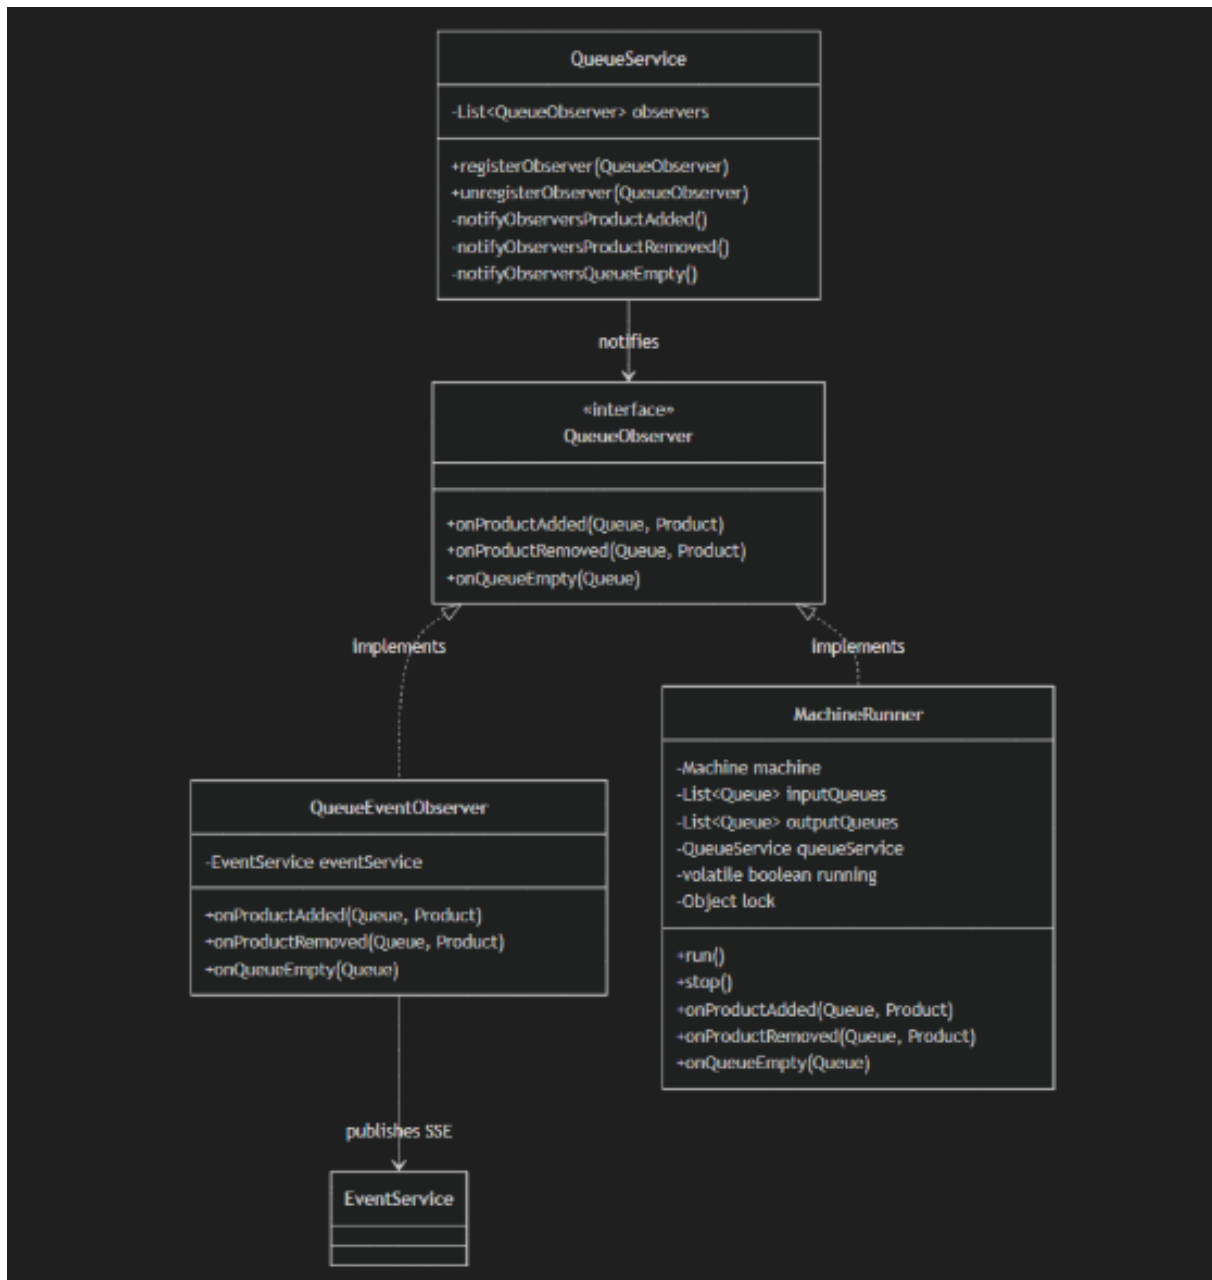 QueueService
-List<QueueObserver> observers
+registerObserver(QueueObserver)
+unregisterObserver(QueueObserver)
-notifyObserversProductAdded()
-notifyObserversProductRemoved()
-notifyObserversQueueEmpty()
notifies
«interface»
QueueObserver
+onProductAdded(Queue, Product)
+onProductRemoved(Queue, Product)
+onQueueEmpty(Queue)
Implements
Implements
MachineRunner
-Machine machine
-List<Queue> inputQueues
-List<Queue> outputQueues
-QueueService queueService
-volatile boolean running
-Object lock
+run()
+stop()
+onProductAdded(Queue, Product)
+onProductRemoved(Queue, Product)
+onQueueEmpty(Queue)
QueueEventObserver
-EventService eventService
+onProductAdded(Queue, Product)
+onProductRemoved(Queue, Product)
+onQueueEmpty(Queue)
publishes SSE
EventService